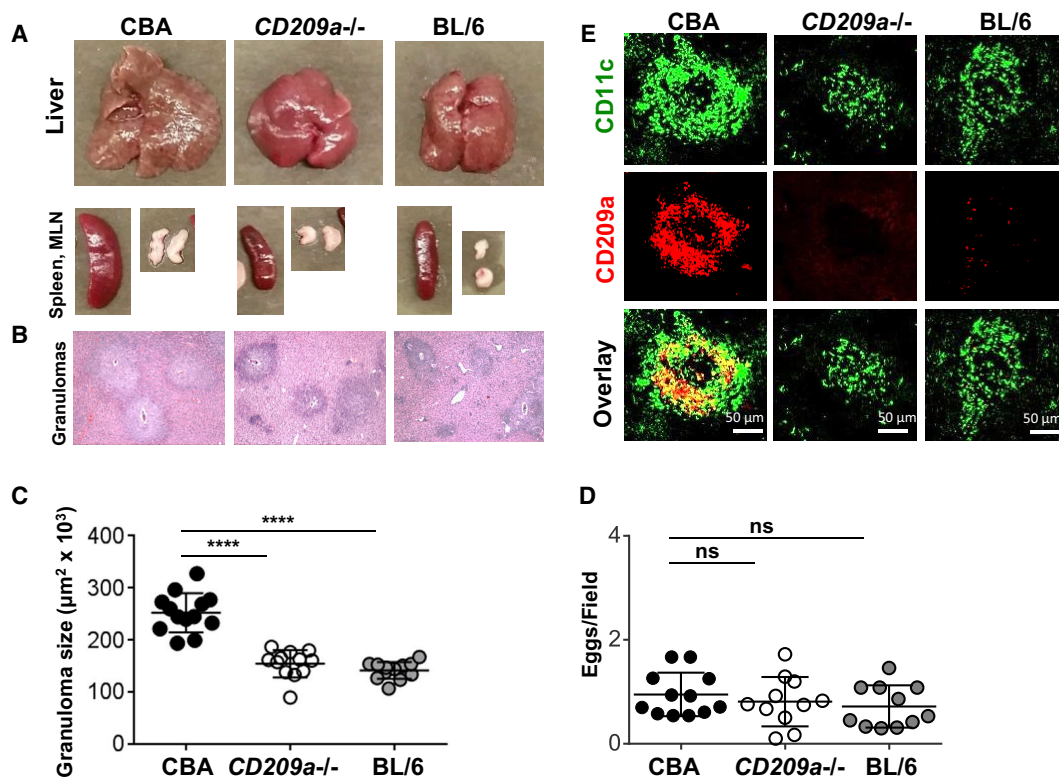 A
CBA
CD209a-/-
BL/6
Liver
Spleen, MLN
B
Granulomas
E
CBA
CD209a-/-
BL/6
CD11c
CD209a
Overlay
50 µm
50 µm
50 µm
C
Granuloma size (µm² x 10³)
400
300
200
100
0
****
****
CBA
CD209a-/-
BL/6
D
Eggs/Field
4
2
0
ns
ns
CBA
CD209a-/-
BL/6